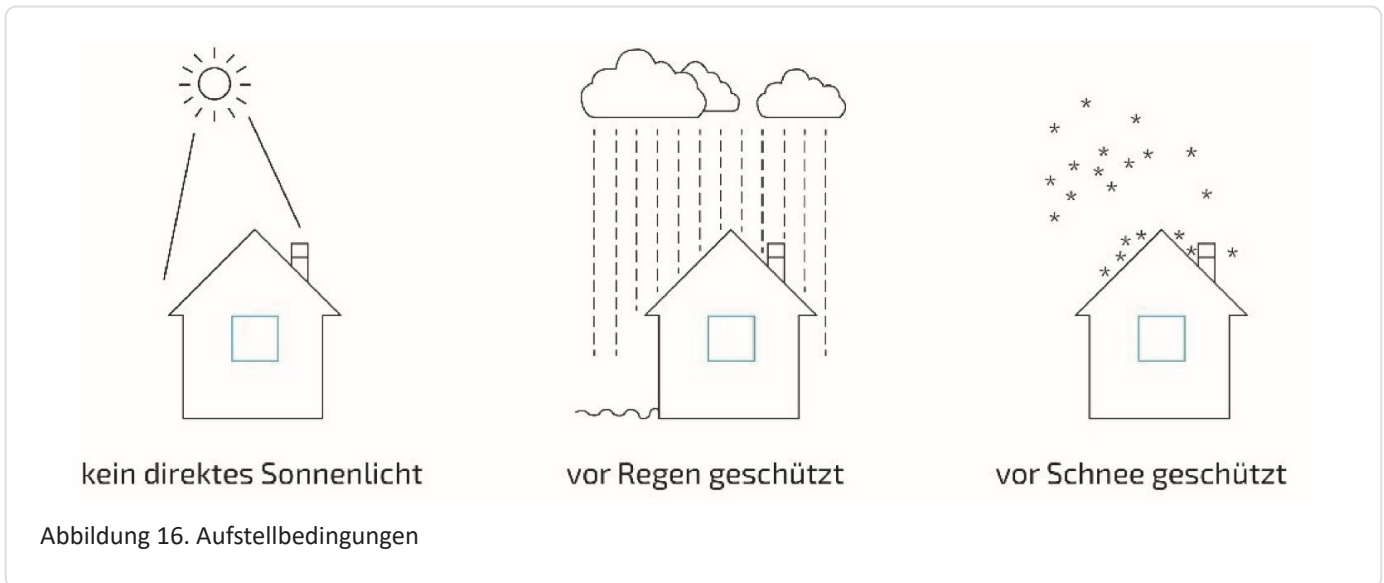 kein direktes Sonnenlicht
vor Regen geschützt
vor Schnee geschützt
Abbildung 16. Aufstellbedingungen